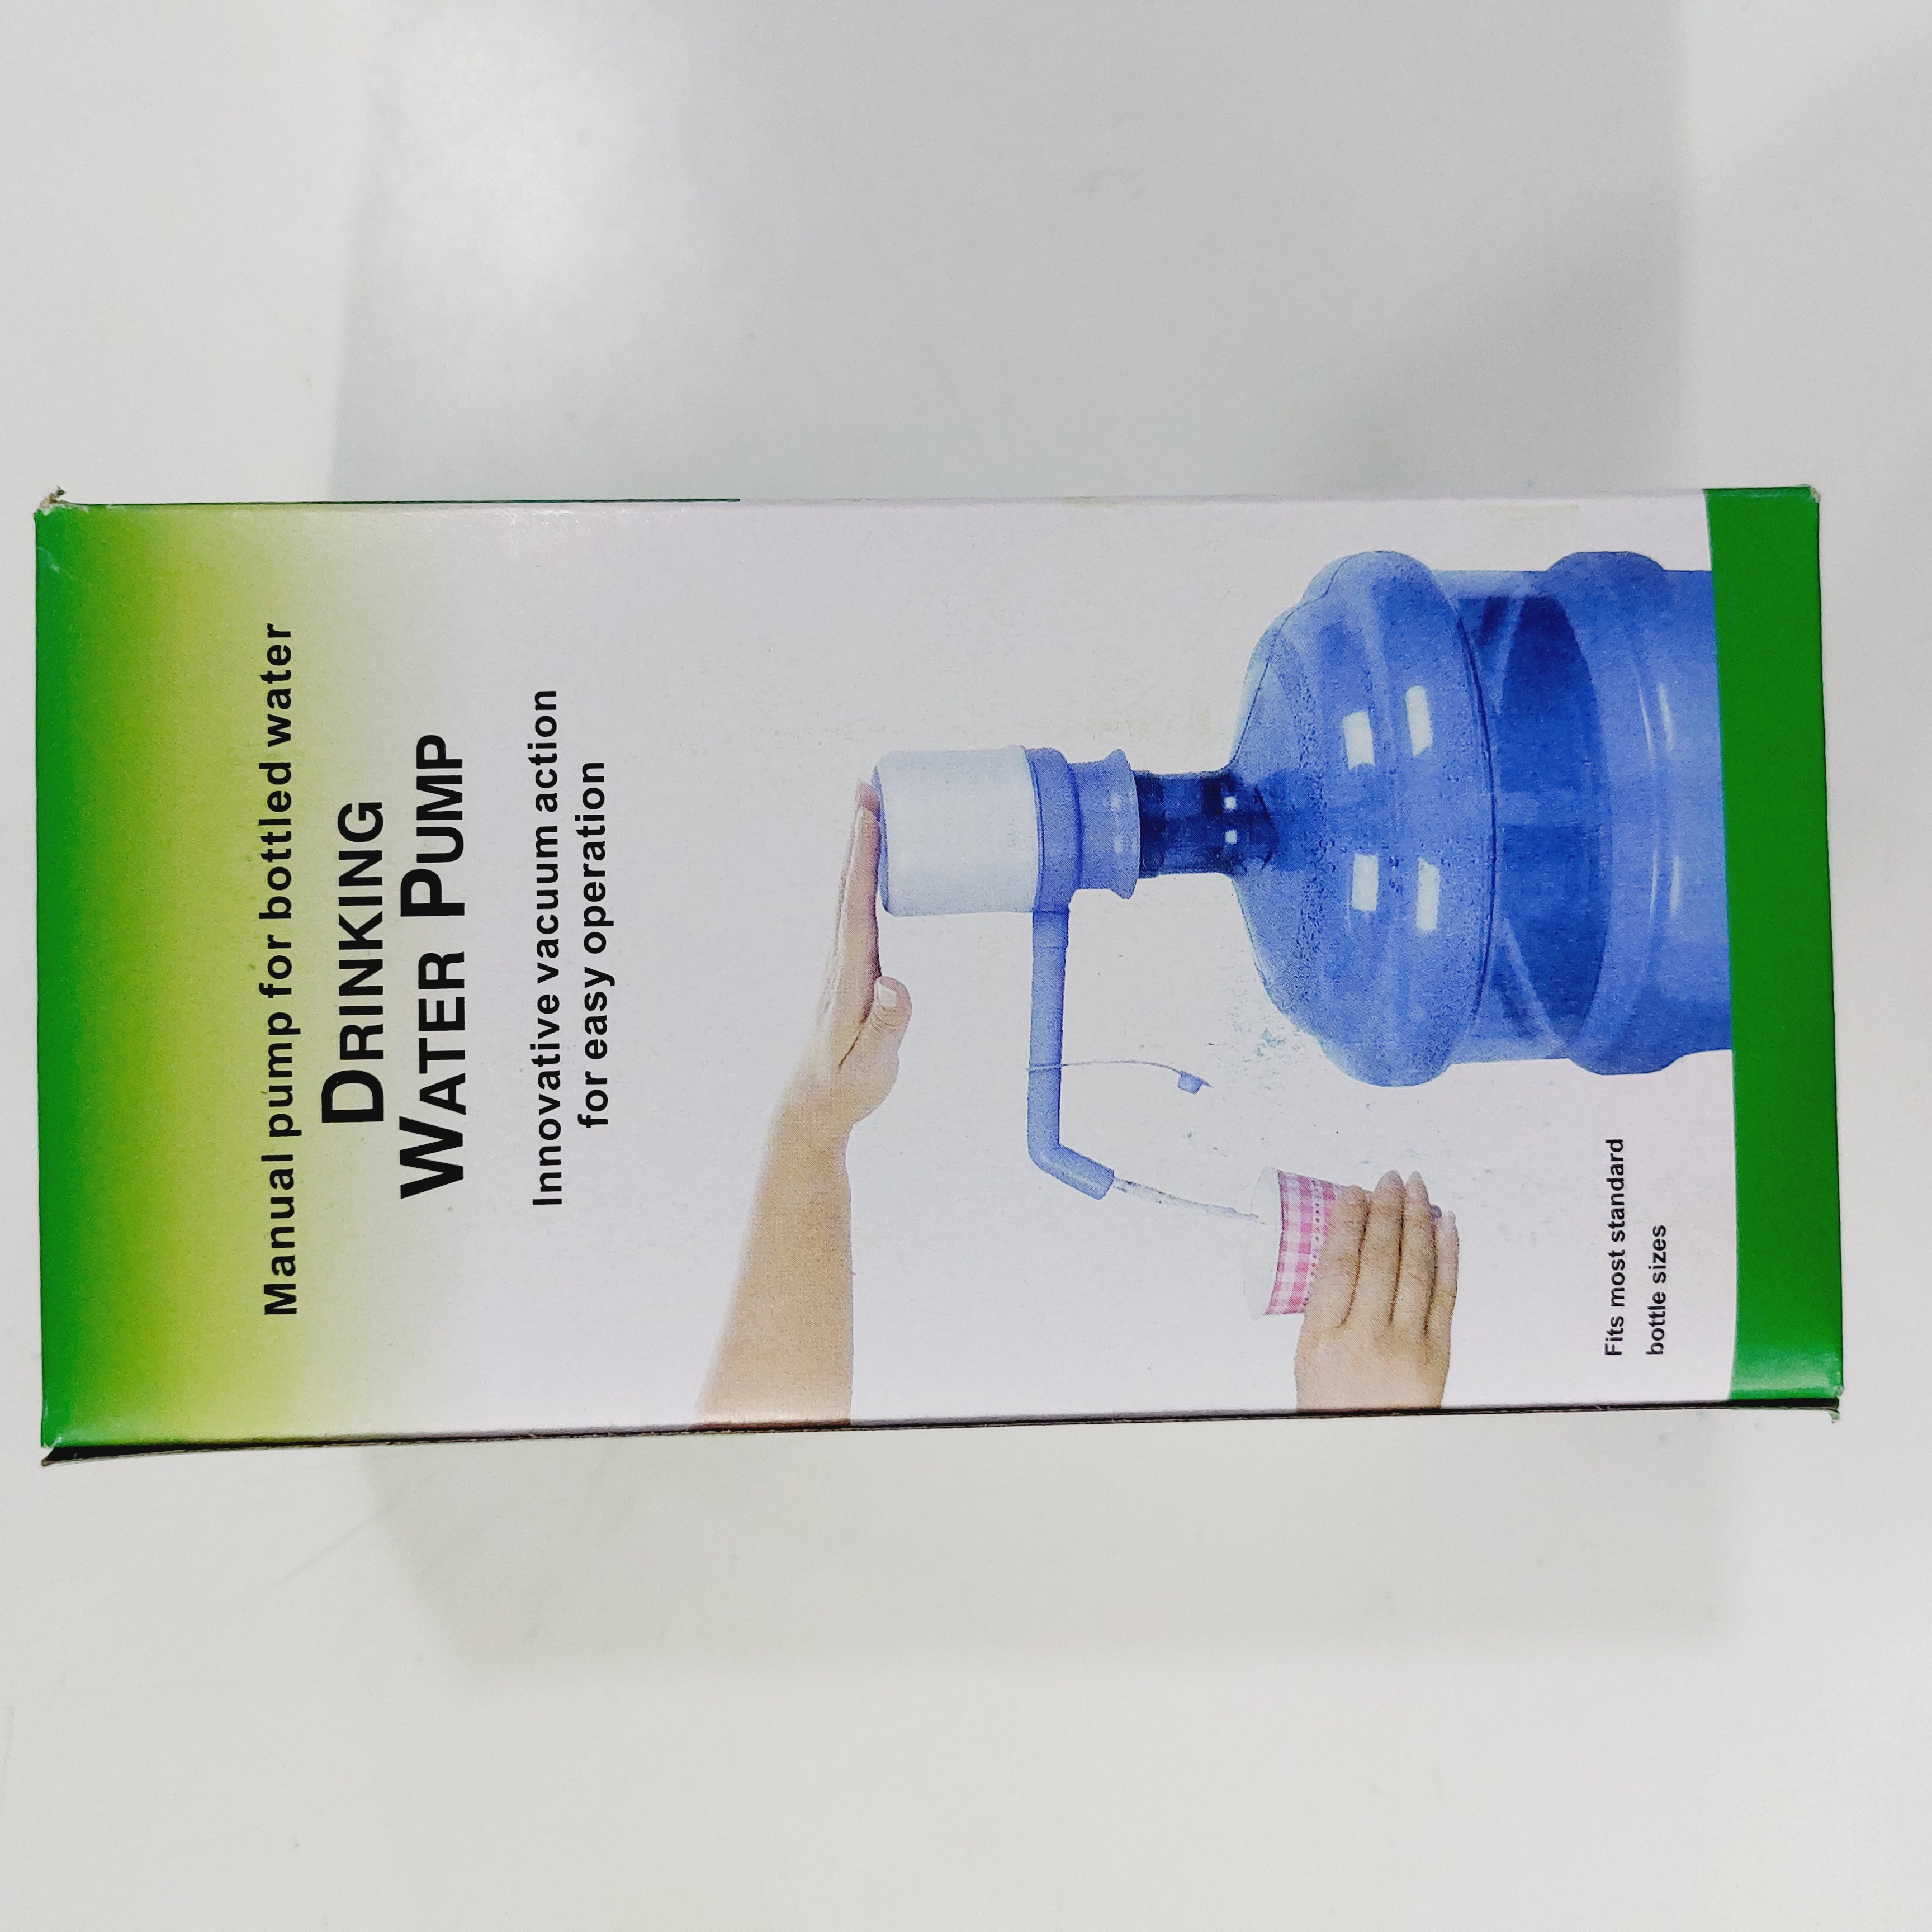 Manual pump for bottled water
DRINKING
WATER PUMP
Innovative vacuum action
for easy operation
Fits most standard
bottle sizes